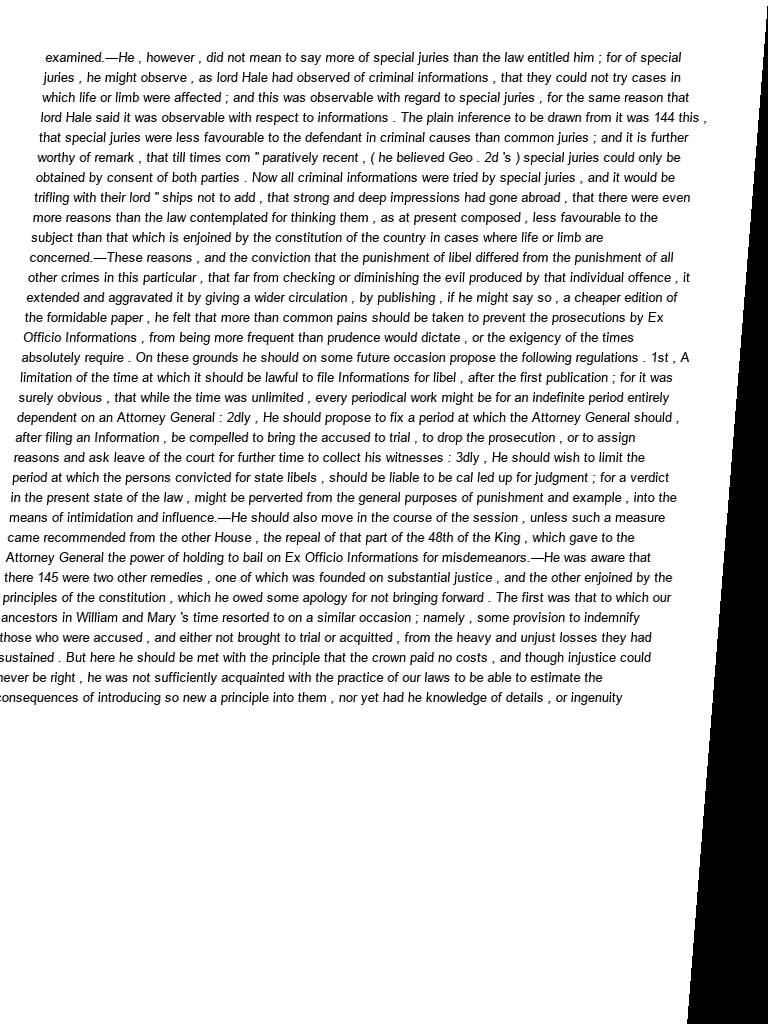 examined.—He , however , did not mean to say more of special juries than the law entitled him ; for of special
juries , he might observe , as lord Hale had observed of criminal informations , that they could not try cases in
which life or limb were affected ; and this was observable with regard to special juries , for the same reason that
lord Hale said it was observable with respect to informations . The plain inference to be drawn from it was 144 this ,
that special juries were less favourable to the defendant in criminal causes than common juries ; and it is further
worthy of remark , that till times com " paratively recent , ( he believed Geo . 2d 's ) special juries could only be
obtained by consent of both parties . Now all criminal informations were tried by special juries , and it would be
trifling with their lord " ships not to add , that strong and deep impressions had gone abroad , that there were even
more reasons than the law contemplated for thinking them , as at present composed , less favourable to the
subject than that which is enjoined by the constitution of the country in cases where life or limb are
concerned.—These reasons , and the conviction that the punishment of libel differed from the punishment of all
other crimes in this particular , that far from checking or diminishing the evil produced by that individual offence , it
extended and aggravated it by giving a wider circulation , by publishing , if he might say so , a cheaper edition of
the formidable paper , he felt that more than common pains should be taken to prevent the prosecutions by Ex
Officio Informations , from being more frequent than prudence would dictate , or the exigency of the times
absolutely require . On these grounds he should on some future occasion propose the following regulations . 1st , A
limitation of the time at which it should be lawful to file Informations for libel , after the first publication ; for it was
surely obvious , that while the time was unlimited , every periodical work might be for an indefinite period entirely
dependent on an Attorney General : 2dly , He should propose to fix a period at which the Attorney General should ,
after filing an Information , be compelled to bring the accused to trial , to drop the prosecution , or to assign
reasons and ask leave of the court for further time to collect his witnesses : 3dly , He should wish to limit the
period at which the persons convicted for state libels , should be liable to be cal led up for judgment ; for a verdict
in the present state of the law , might be perverted from the general purposes of punishment and example , into the
means of intimidation and influence.—He should also move in the course of the session , unless such a measure
came recommended from the other House , the repeal of that part of the 48th of the King , which gave to the
Attorney General the power of holding to bail on Ex Officio Informations for misdemeanors.—He was aware that
there 145 were two other remedies , one of which was founded on substantial justice , and the other enjoined by the
principles of the constitution , which he owed some apology for not bringing forward . The first was that to which our
ancestors in William and Mary 's time resorted to on a similar occasion ; namely , some provision to indemnify
those who were accused , and either not brought to trial or acquitted , from the heavy and unjust losses they had
sustained . But here he should be met with the principle that the crown paid no costs , and though injustice could
never be right , he was not sufficiently acquainted with the practice of our laws to be able to estimate the
consequences of introducing so new a principle into them , nor yet had he knowledge of details , or ingenuity